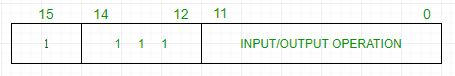 15 14 12 11 0
1 1 1 1 INPUT/OUTPUT OPERATION